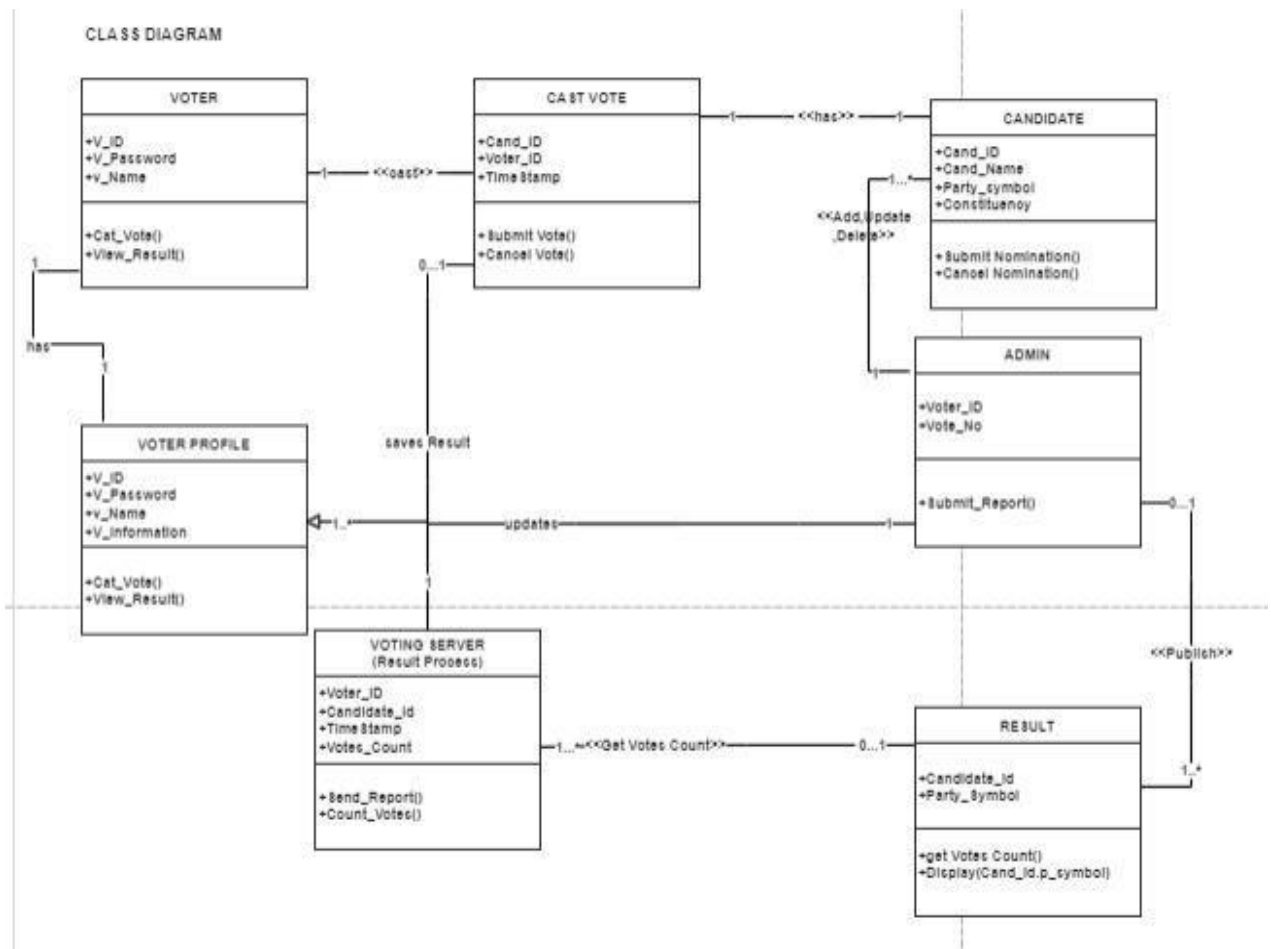 CLASS DIAGRAM
VOTER
+V_ID
+V_Password
+v_Name
+Cat_Vote()
+View_Result()
1
<<cast>>
CAST VOTE
+Cand_ID
+Voter_ID
+TimeStamp
+Submit Vote()
+Cancel Vote()
1
<<has>>
1
CANDIDATE
+Cand_ID
+Cand_Name
+Party_symbol
+Constituency
+Submit Nomination()
+Cancel Nomination()
1...*
<<Add,Update
,Delete>>
1
ADMIN
+Voter_ID
+Vote_No
+Submit_Report()
1
has
1
VOTER PROFILE
+V_ID
+V_Password
+v_Name
+V_Information
+Cat_Vote()
+View_Result()
0...1
saves Result
1
1..*
updates
1
VOTING SERVER
(Result Process)
+Voter_ID
+Candidate_id
+TimeStamp
+Votes_Count
+Send_Report()
+Count_Votes()
1...*
<<Get Votes Count>>
0...1
0...1
<<Publish>>
1..*
RESULT
+Candidate_id
+Party_Symbol
+get Votes Count()
+Display(Cand_id.p_symbol)